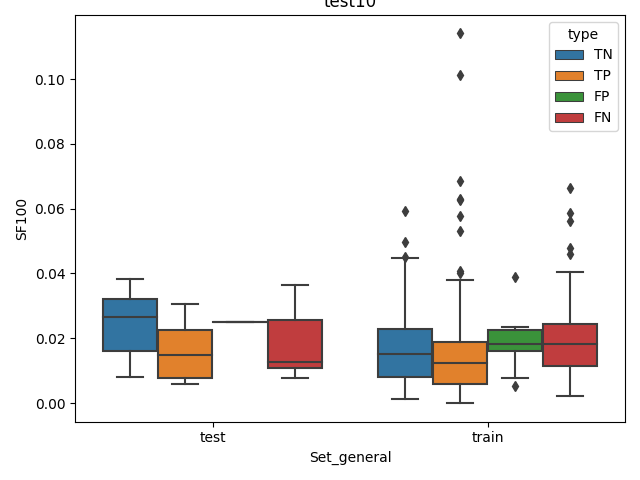 test10
type
TN
TP
FP
FN
0.10
0.08
0.06
0.04
0.02
0.00
SF100
test
train
Set_general